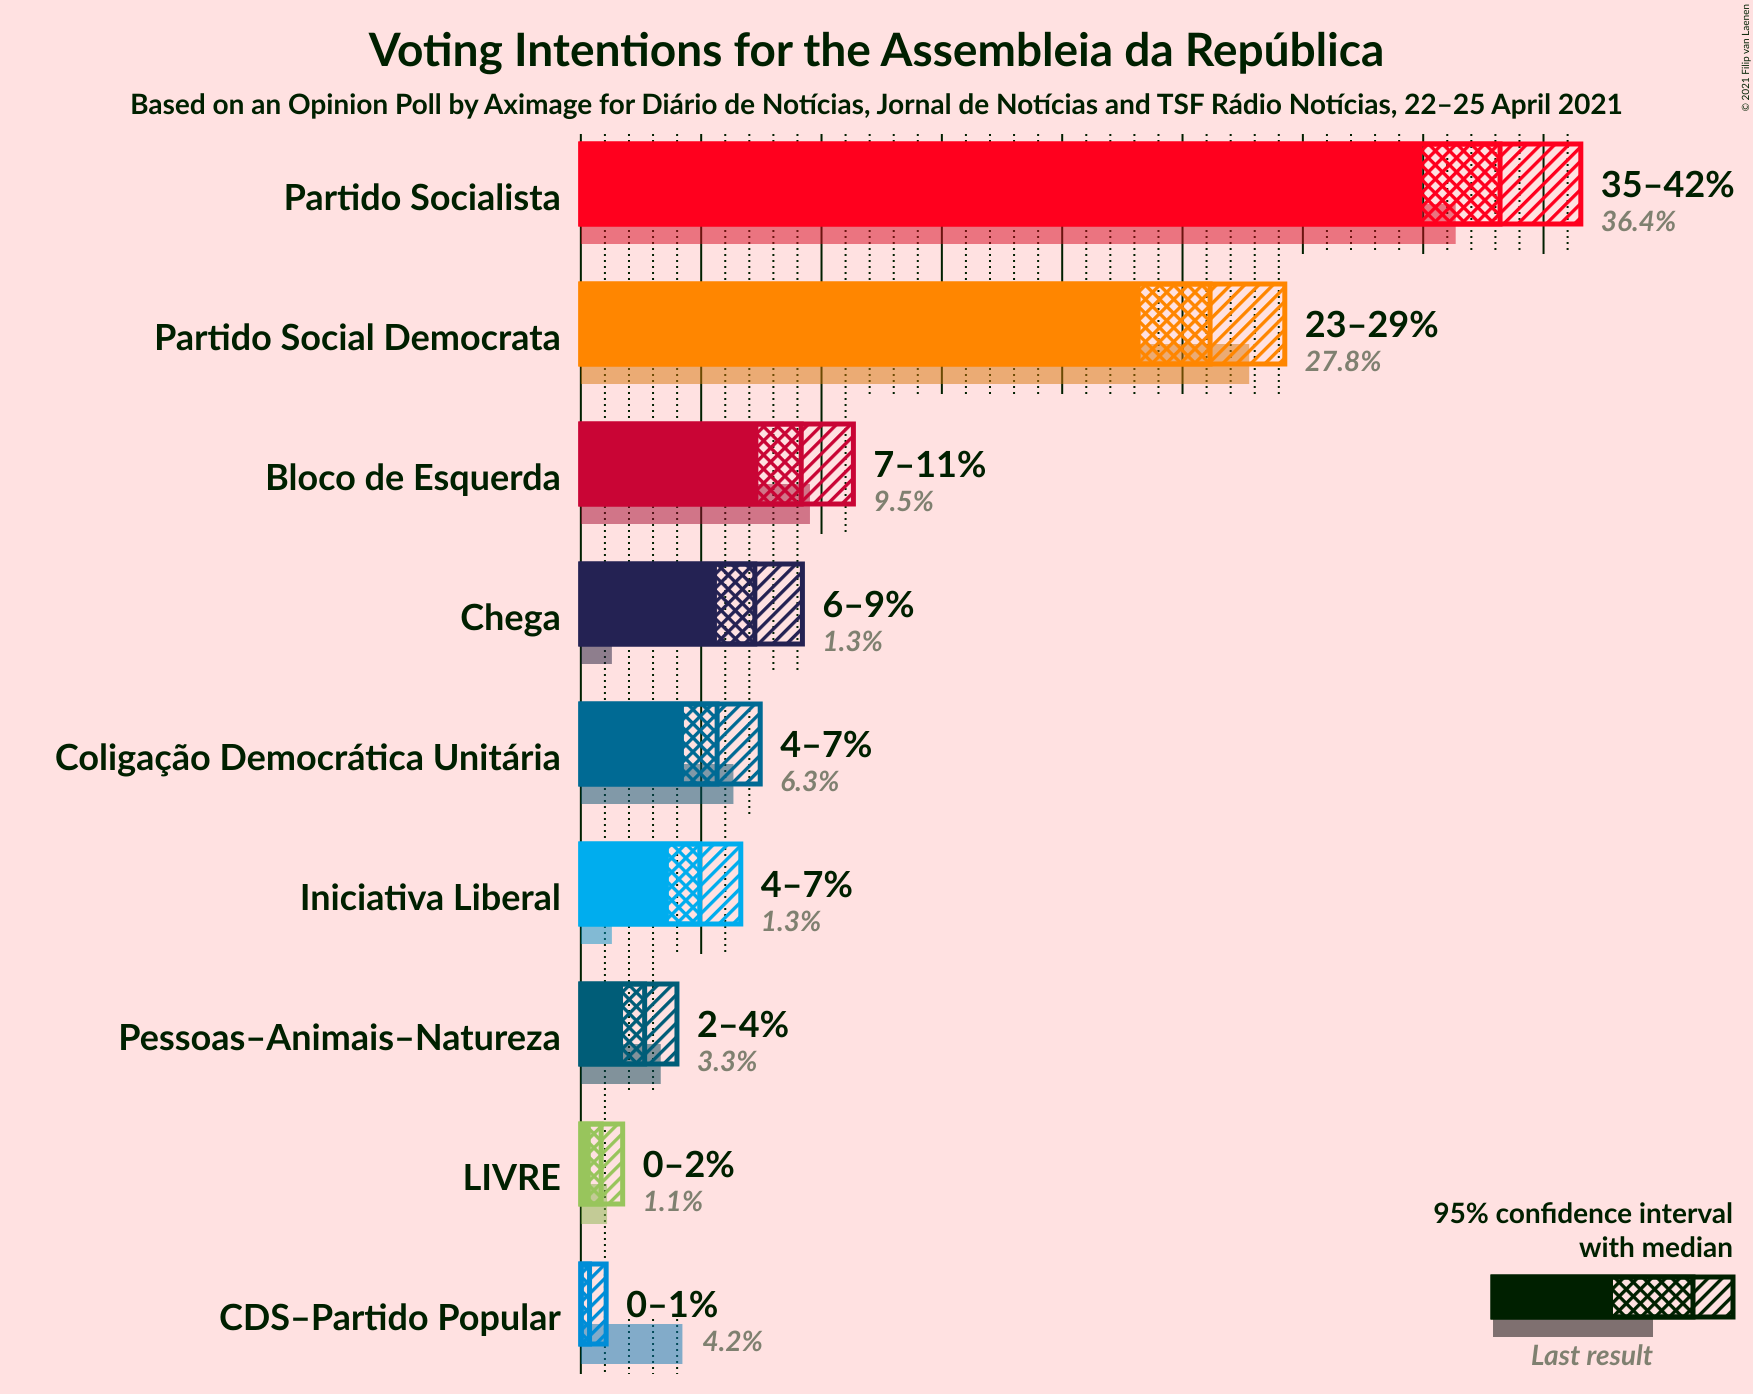 Voting Intentions for the Assembleia da República
Based on an Opinion Poll by Aximage for Diário de Notícias, Jornal de Notícias and TSF Rádio Notícias, 22–25 April 2021
© 2021 Filip van Laenen
Partido Socialista
35–42%
36.4%
Partido Social Democrata
23–29%
27.8%
Bloco de Esquerda
7–11%
9.5%
Chega
6–9%
1.3%
Coligação Democrática Unitária
4–7%
6.3%
Iniciativa Liberal
4–7%
1.3%
Pessoas–Animais–Natureza
2–4%
3.3%
LIVRE
0–2%
1.1%
CDS–Partido Popular
0–1%
4.2%
95% confidence interval
with median
Last result